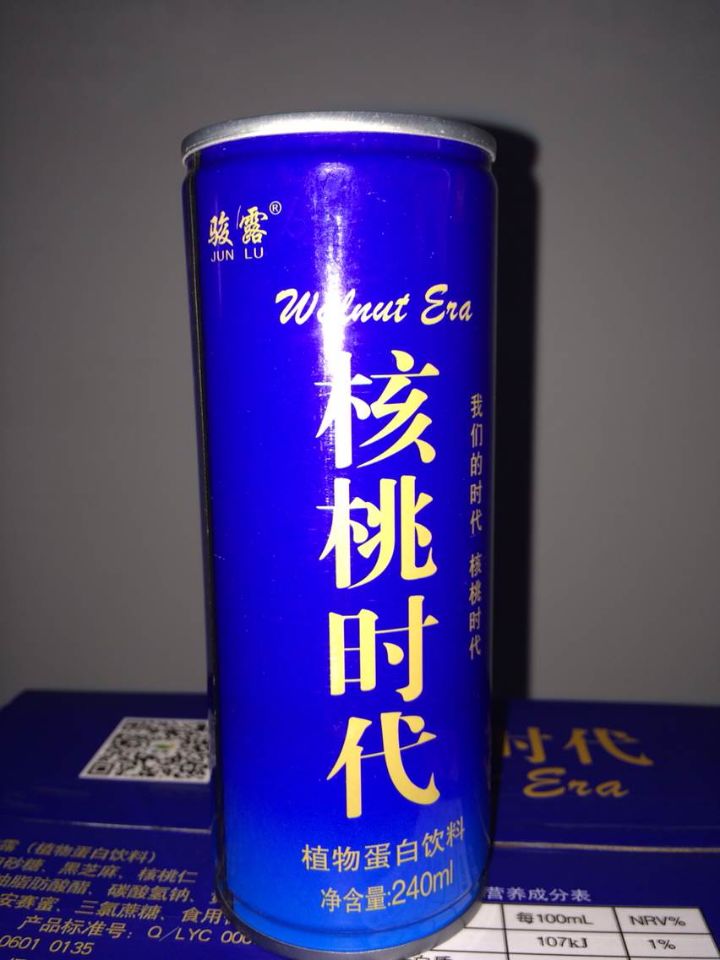 骏露®
JUN LU
Walnut Era
核桃时代
我们的时代 核桃时代
植物蛋白饮料
净含量:240ml
时代
Era
露（植物蛋白饮料）
砂糖、黑芝麻、核桃仁
油脂肪酸酯、碳酸氢钠、
安赛蜜、三氯蔗糖、食用
产品标准号：Q/LYC 000
0601 0135
营养成分表
每100mL NRV%
107kJ 1%
白质